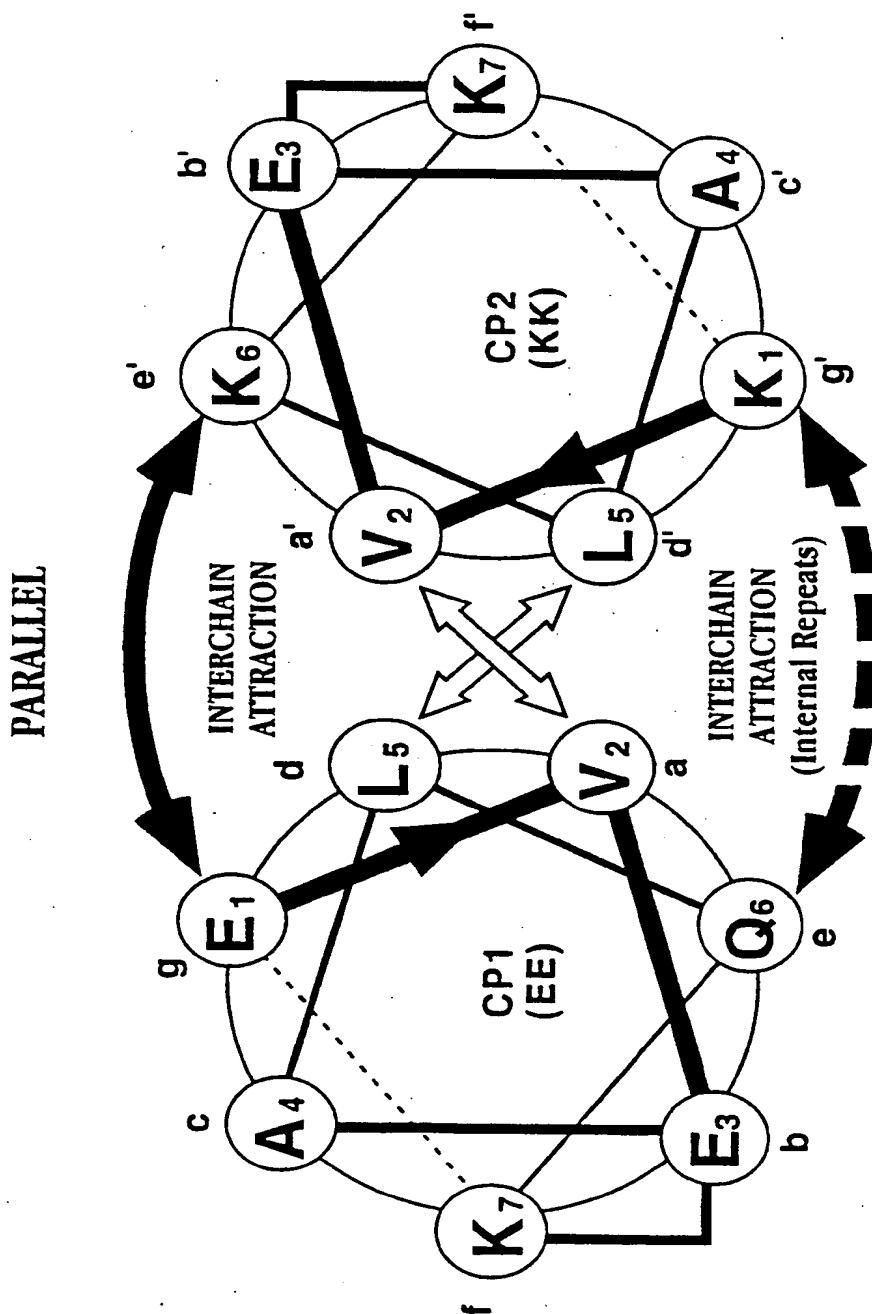 PARALLEL
INTERCHAIN
ATTRACTION
g
E1
c
A4
d
L5
CP1
(EE)
f
K7
b
E3
e
Q6
a
V2
e'
K6
b'
E3
a'
V2
f'
K7
CP2
(KK)
d'
L5
g'
K1
c'
A4
INTERCHAIN
ATTRACTION
(Internal Repeats)